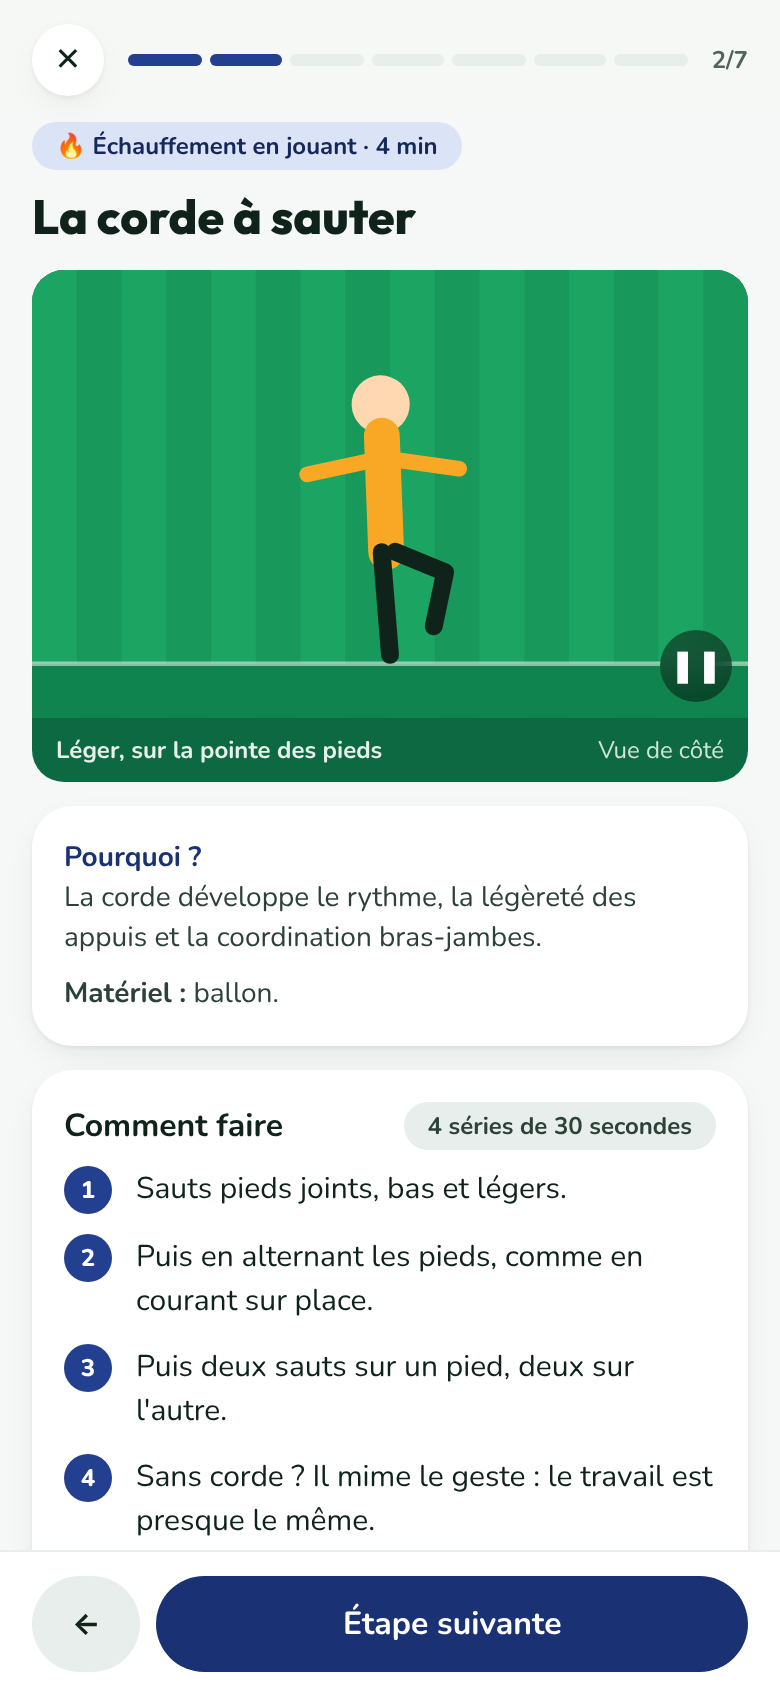 2/7
🔥 Échauffement en jouant · 4 min
La corde à sauter
Léger, sur la pointe des pieds
Vue de côté
Pourquoi ?
La corde développe le rythme, la légèreté des
appuis et la coordination bras-jambes.
Matériel : ballon.
Comment faire
4 séries de 30 secondes
1 Sauts pieds joints, bas et légers.
2 Puis en alternant les pieds, comme en
courant sur place.
3 Puis deux sauts sur un pied, deux sur
l'autre.
4 Sans corde ? Il mime le geste : le travail est
presque le même.
Étape suivante